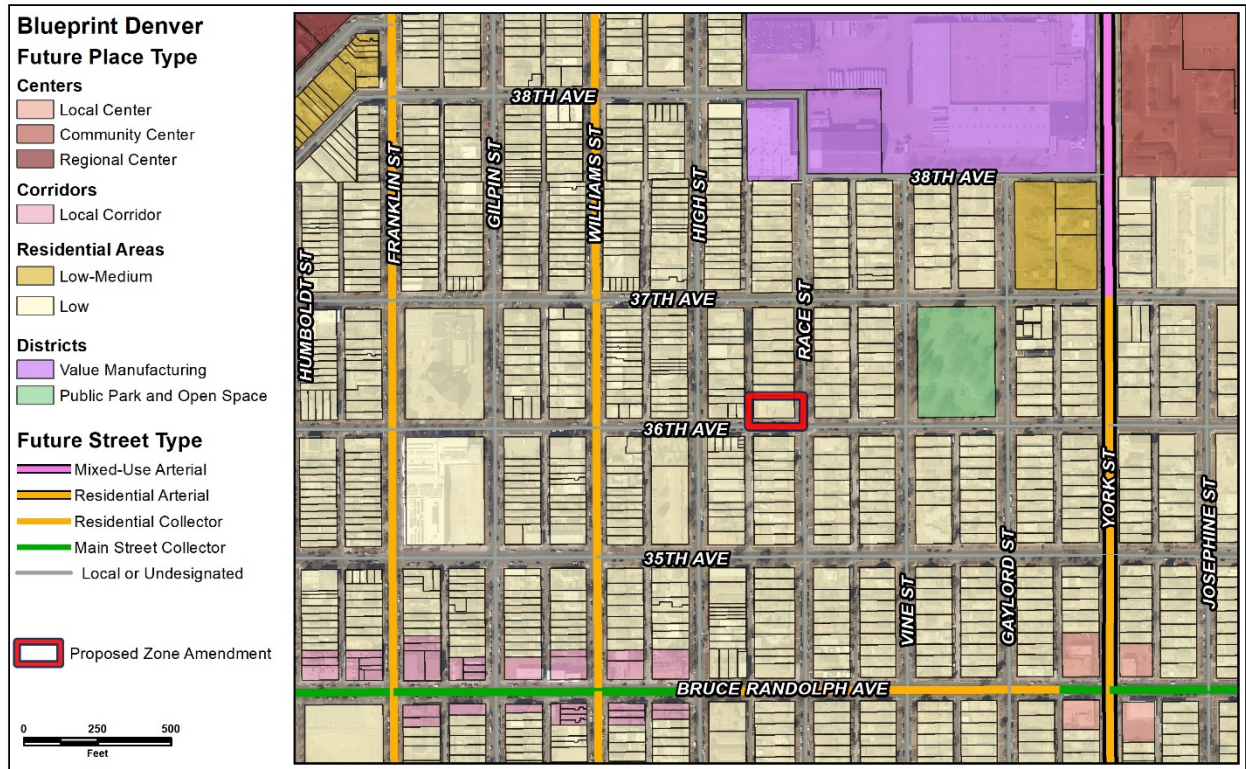 Blueprint Denver
Future Place Type
Centers
Local Center
Community Center
Regional Center
Corridors
Local Corridor
Residential Areas
Low-Medium
Low
Districts
Value Manufacturing
Public Park and Open Space
Future Street Type
Mixed-Use Arterial
Residential Arterial
Residential Collector
Main Street Collector
Local or Undesignated
Proposed Zone Amendment
0 250 500
Feet
38TH AVE
38TH AVE
HUMBOLDT ST
FRANKLIN ST
GILPIN ST
WILLIAMS ST
HIGH ST
RACE ST
37TH AVE
36TH AVE
35TH AVE
VINE ST
GAYLORD ST
YORK ST
JOSEPHINE ST
BRUCE RANDOLPH AVE